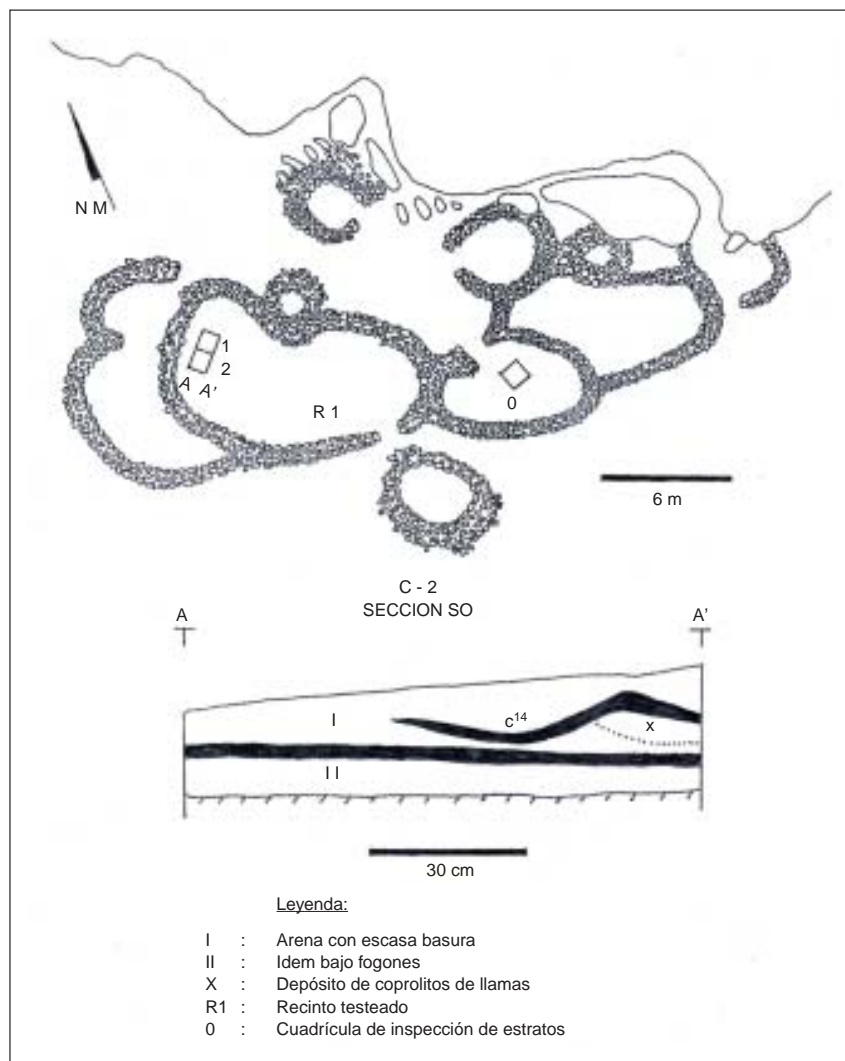 N M
1
2
A A'
R 1
0
6 m
C - 2
SECCION SO
A
A'
I
c14
x
I I
30 cm
Leyenda:
I : Arena con escasa basura
II : Idem bajo fogones
X : Depósito de coprolitos de llamas
R1 : Recinto testeado
0 : Cuadrícula de inspección de estratos